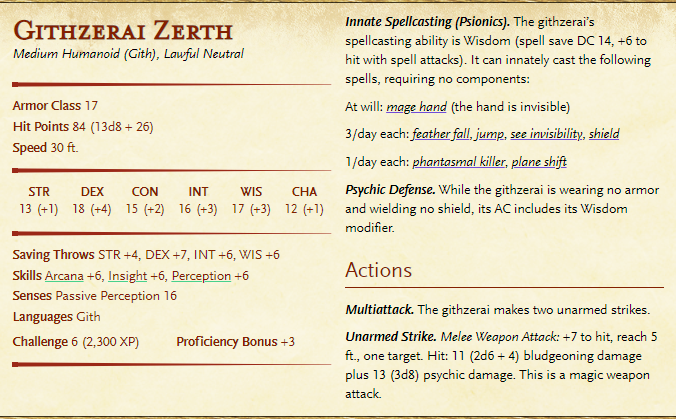 Githzerai Zerth
Medium Humanoid (Gith), Lawful Neutral
Armor Class 17
Hit Points 84 (13d8 + 26)
Speed 30 ft.
STR DEX CON INT WIS CHA
13 (+1) 18 (+4) 15 (+2) 16 (+3) 17 (+3) 12 (+1)
Saving Throws STR +4, DEX +7, INT +6, WIS +6
Skills Arcana +6, Insight +6, Perception +6
Senses Passive Perception 16
Languages Gith
Challenge 6 (2,300 XP) Proficiency Bonus +3
Innate Spellcasting (Psionics). The githzerai's
spellcasting ability is Wisdom (spell save DC 14, +6 to
hit with spell attacks). It can innately cast the following
spells, requiring no components:
At will: mage hand (the hand is invisible)
3/day each: feather fall, jump, see invisibility, shield
1/day each: phantasmal killer, plane shift
Psychic Defense. While the githzerai is wearing no armor
and wielding no shield, its AC includes its Wisdom
modifier.
Actions
Multiattack. The githzerai makes two unarmed strikes.
Unarmed Strike. Melee Weapon Attack: +7 to hit, reach 5
ft., one target. Hit: 11 (2d6 + 4) bludgeoning damage
plus 13 (3d8) psychic damage. This is a magic weapon
attack.